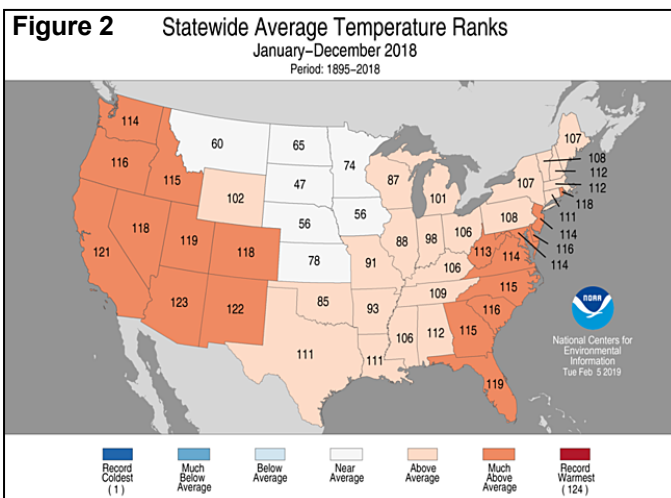 Figure 2
Statewide Average Temperature Ranks
January–December 2018
Period: 1895-2018
114
60
65
74
107
108
112
112
118
111
114
116
114
116
115
102
47
87
101
107
108
121
118
119
118
56
56
88
98
106
113
114
78
91
106
115
123
122
85
93
109
116
111
111
106
112
115
119
NOAA
National Centers for
Environmental
Information
Tue Feb 5 2019
Record
Coldest
( 1 )
Much
Below
Average
Below
Average
Near
Average
Above
Average
Much
Above
Average
Record
Warmest
( 124 )